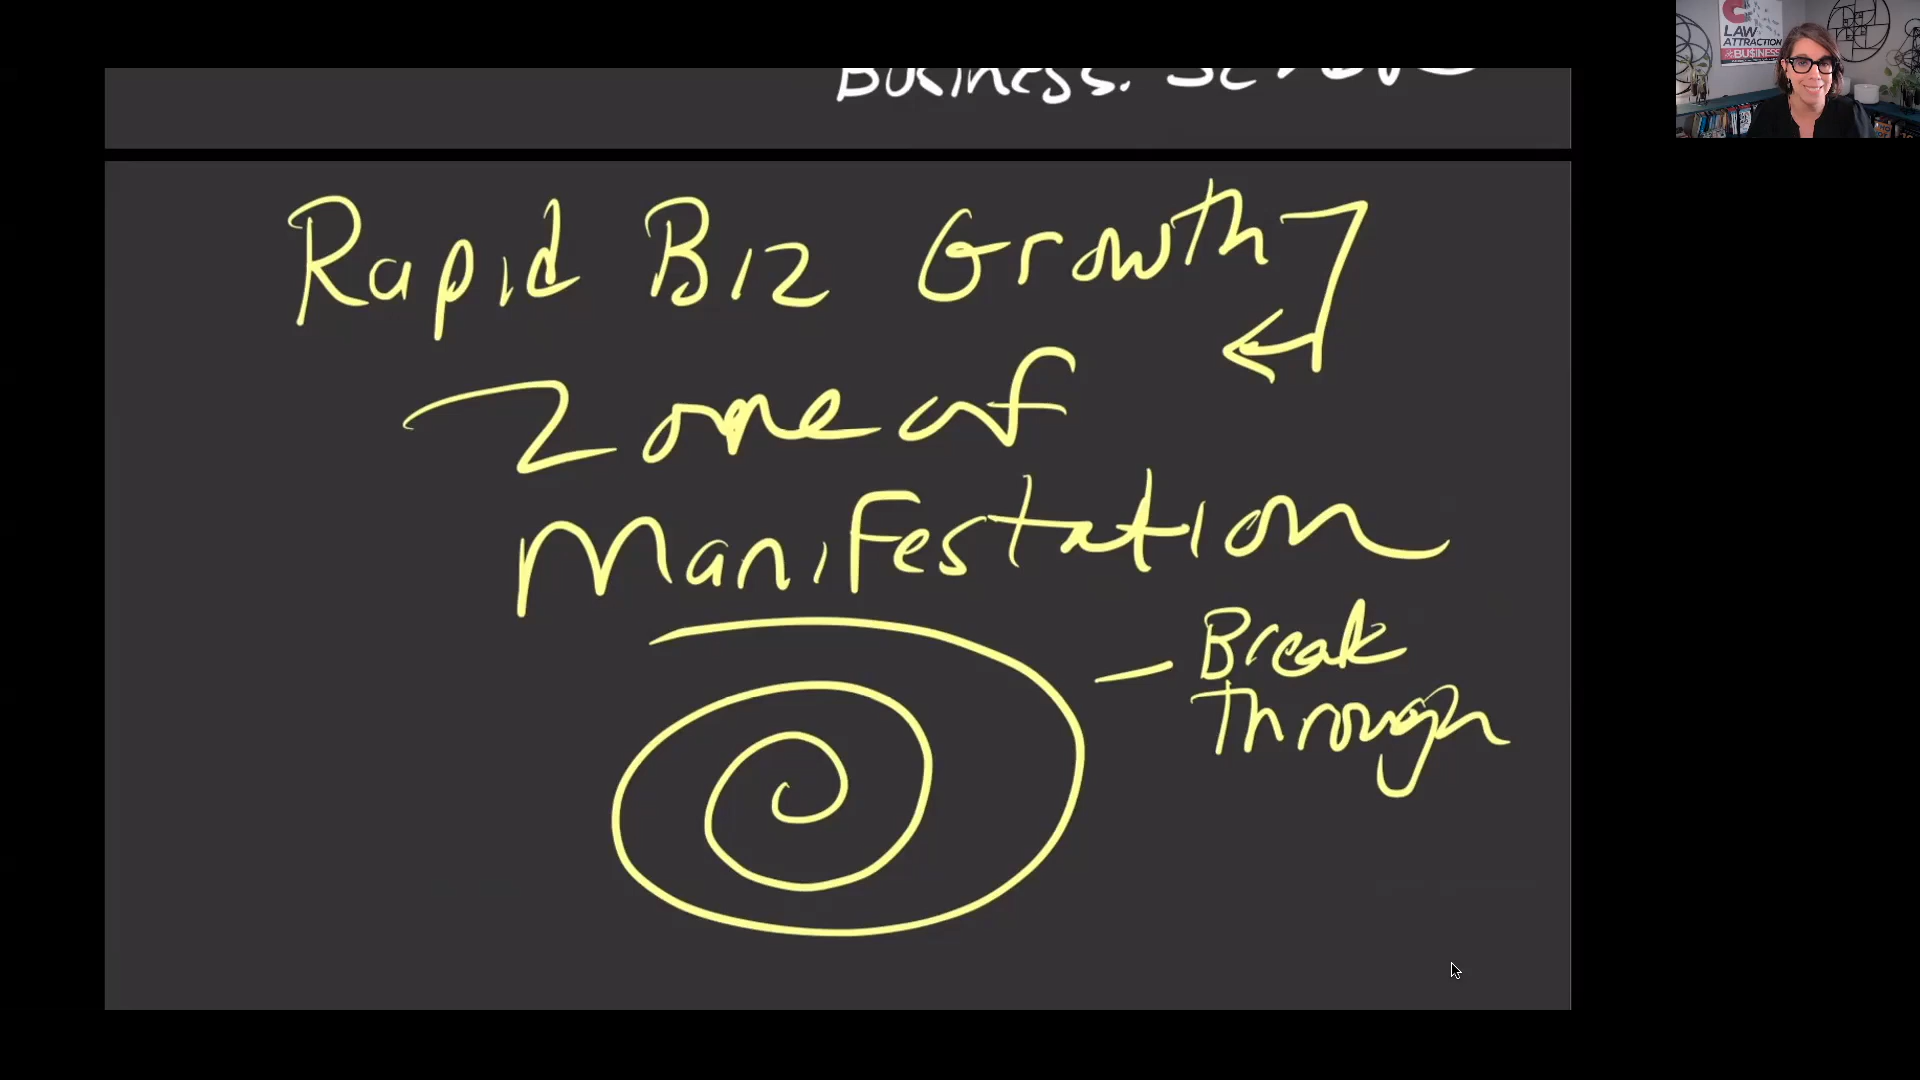 LAW
ATTRACTION
BUSINESS
Business.
Rapid Biz Growth
Zone of
Manifestation
Break
Through